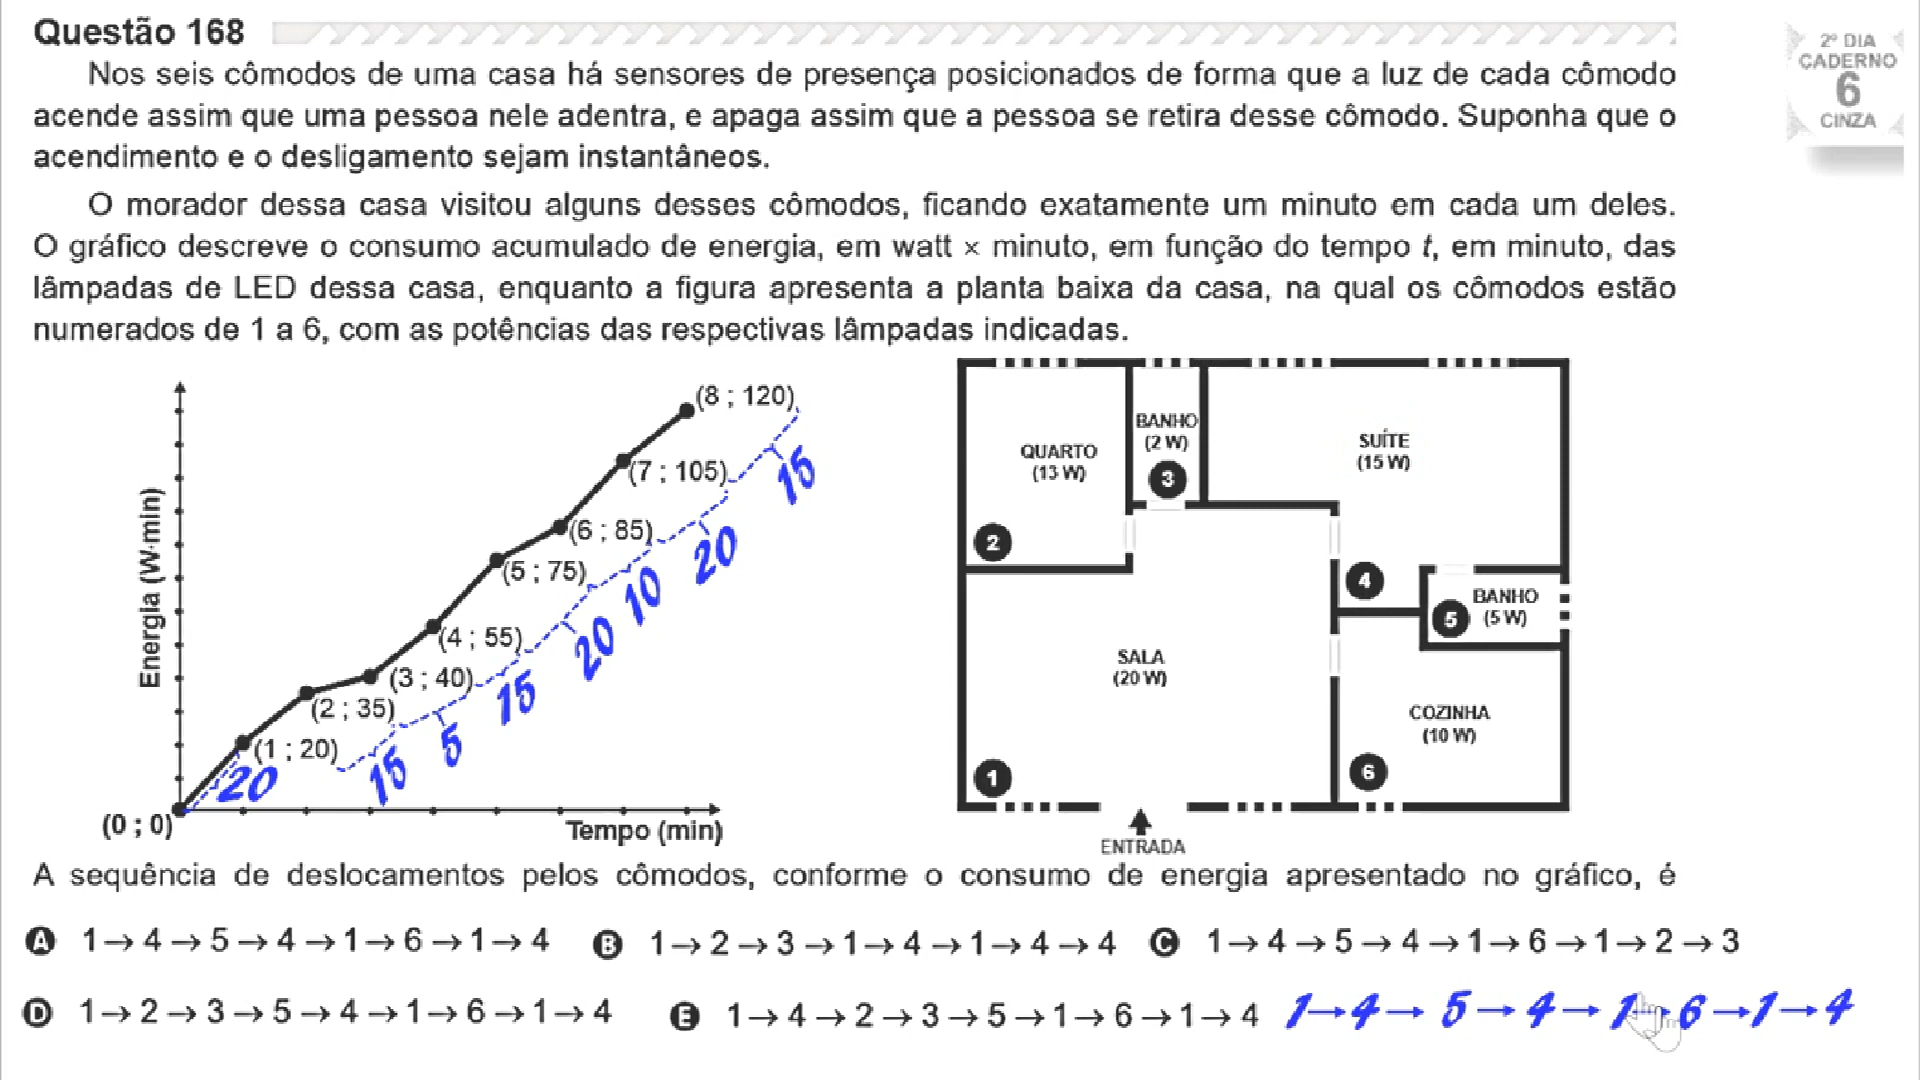 Questão 168
2º DIA
CADERNO
6
CINZA
Nos seis cômodos de uma casa há sensores de presença posicionados de forma que a luz de cada cômodo
acende assim que uma pessoa nele adentra, e apaga assim que a pessoa se retira desse cômodo. Suponha que o
acendimento e o desligamento sejam instantâneos.
O morador dessa casa visitou alguns desses cômodos, ficando exatamente um minuto em cada um deles.
O gráfico descreve o consumo acumulado de energia, em watt × minuto, em função do tempo t, em minuto, das
lâmpadas de LED dessa casa, enquanto a figura apresenta a planta baixa da casa, na qual os cômodos estão
numerados de 1 a 6, com as potências das respectivas lâmpadas indicadas.
Energia (W·min)
(8 ; 120)
(7 ; 105)
(6 ; 85)
(5 ; 75)
(4 ; 55)
(3 ; 40)
(2 ; 35)
(1 ; 20)
(0 ; 0)
Tempo (min)
20
15
5
15
20
10
20
15
QUARTO
(13 W)
2
BANHO
(2 W)
3
SUÍTE
(15 W)
4
BANHO
(5 W)
5
SALA
(20 W)
1
COZINHA
(10 W)
6
ENTRADA
A sequência de deslocamentos pelos cômodos, conforme o consumo de energia apresentado no gráfico, é
A 1→4→5→4→1→6→1→4
B 1→2→3→1→4→1→4→4
C 1→4→5→4→1→6→1→2→3
D 1→2→3→5→4→1→6→1→4
E 1→4→2→3→5→1→6→1→4
1→4→5→4→1→6→1→4